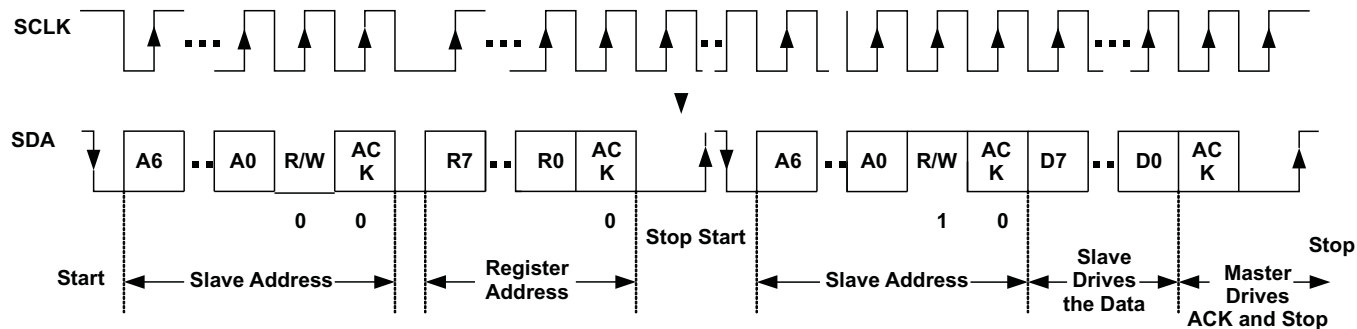 SCLK
SDA
A6
A0
R/W
AC
K
R7
R0
AC
K
A6
A0
R/W
AC
K
D7
D0
AC
K
0
0
0
1
0
Stop Start
Stop
Start
Slave Address
Register
Address
Slave Address
Slave
Drives
the Data
Master
Drives
ACK and Stop